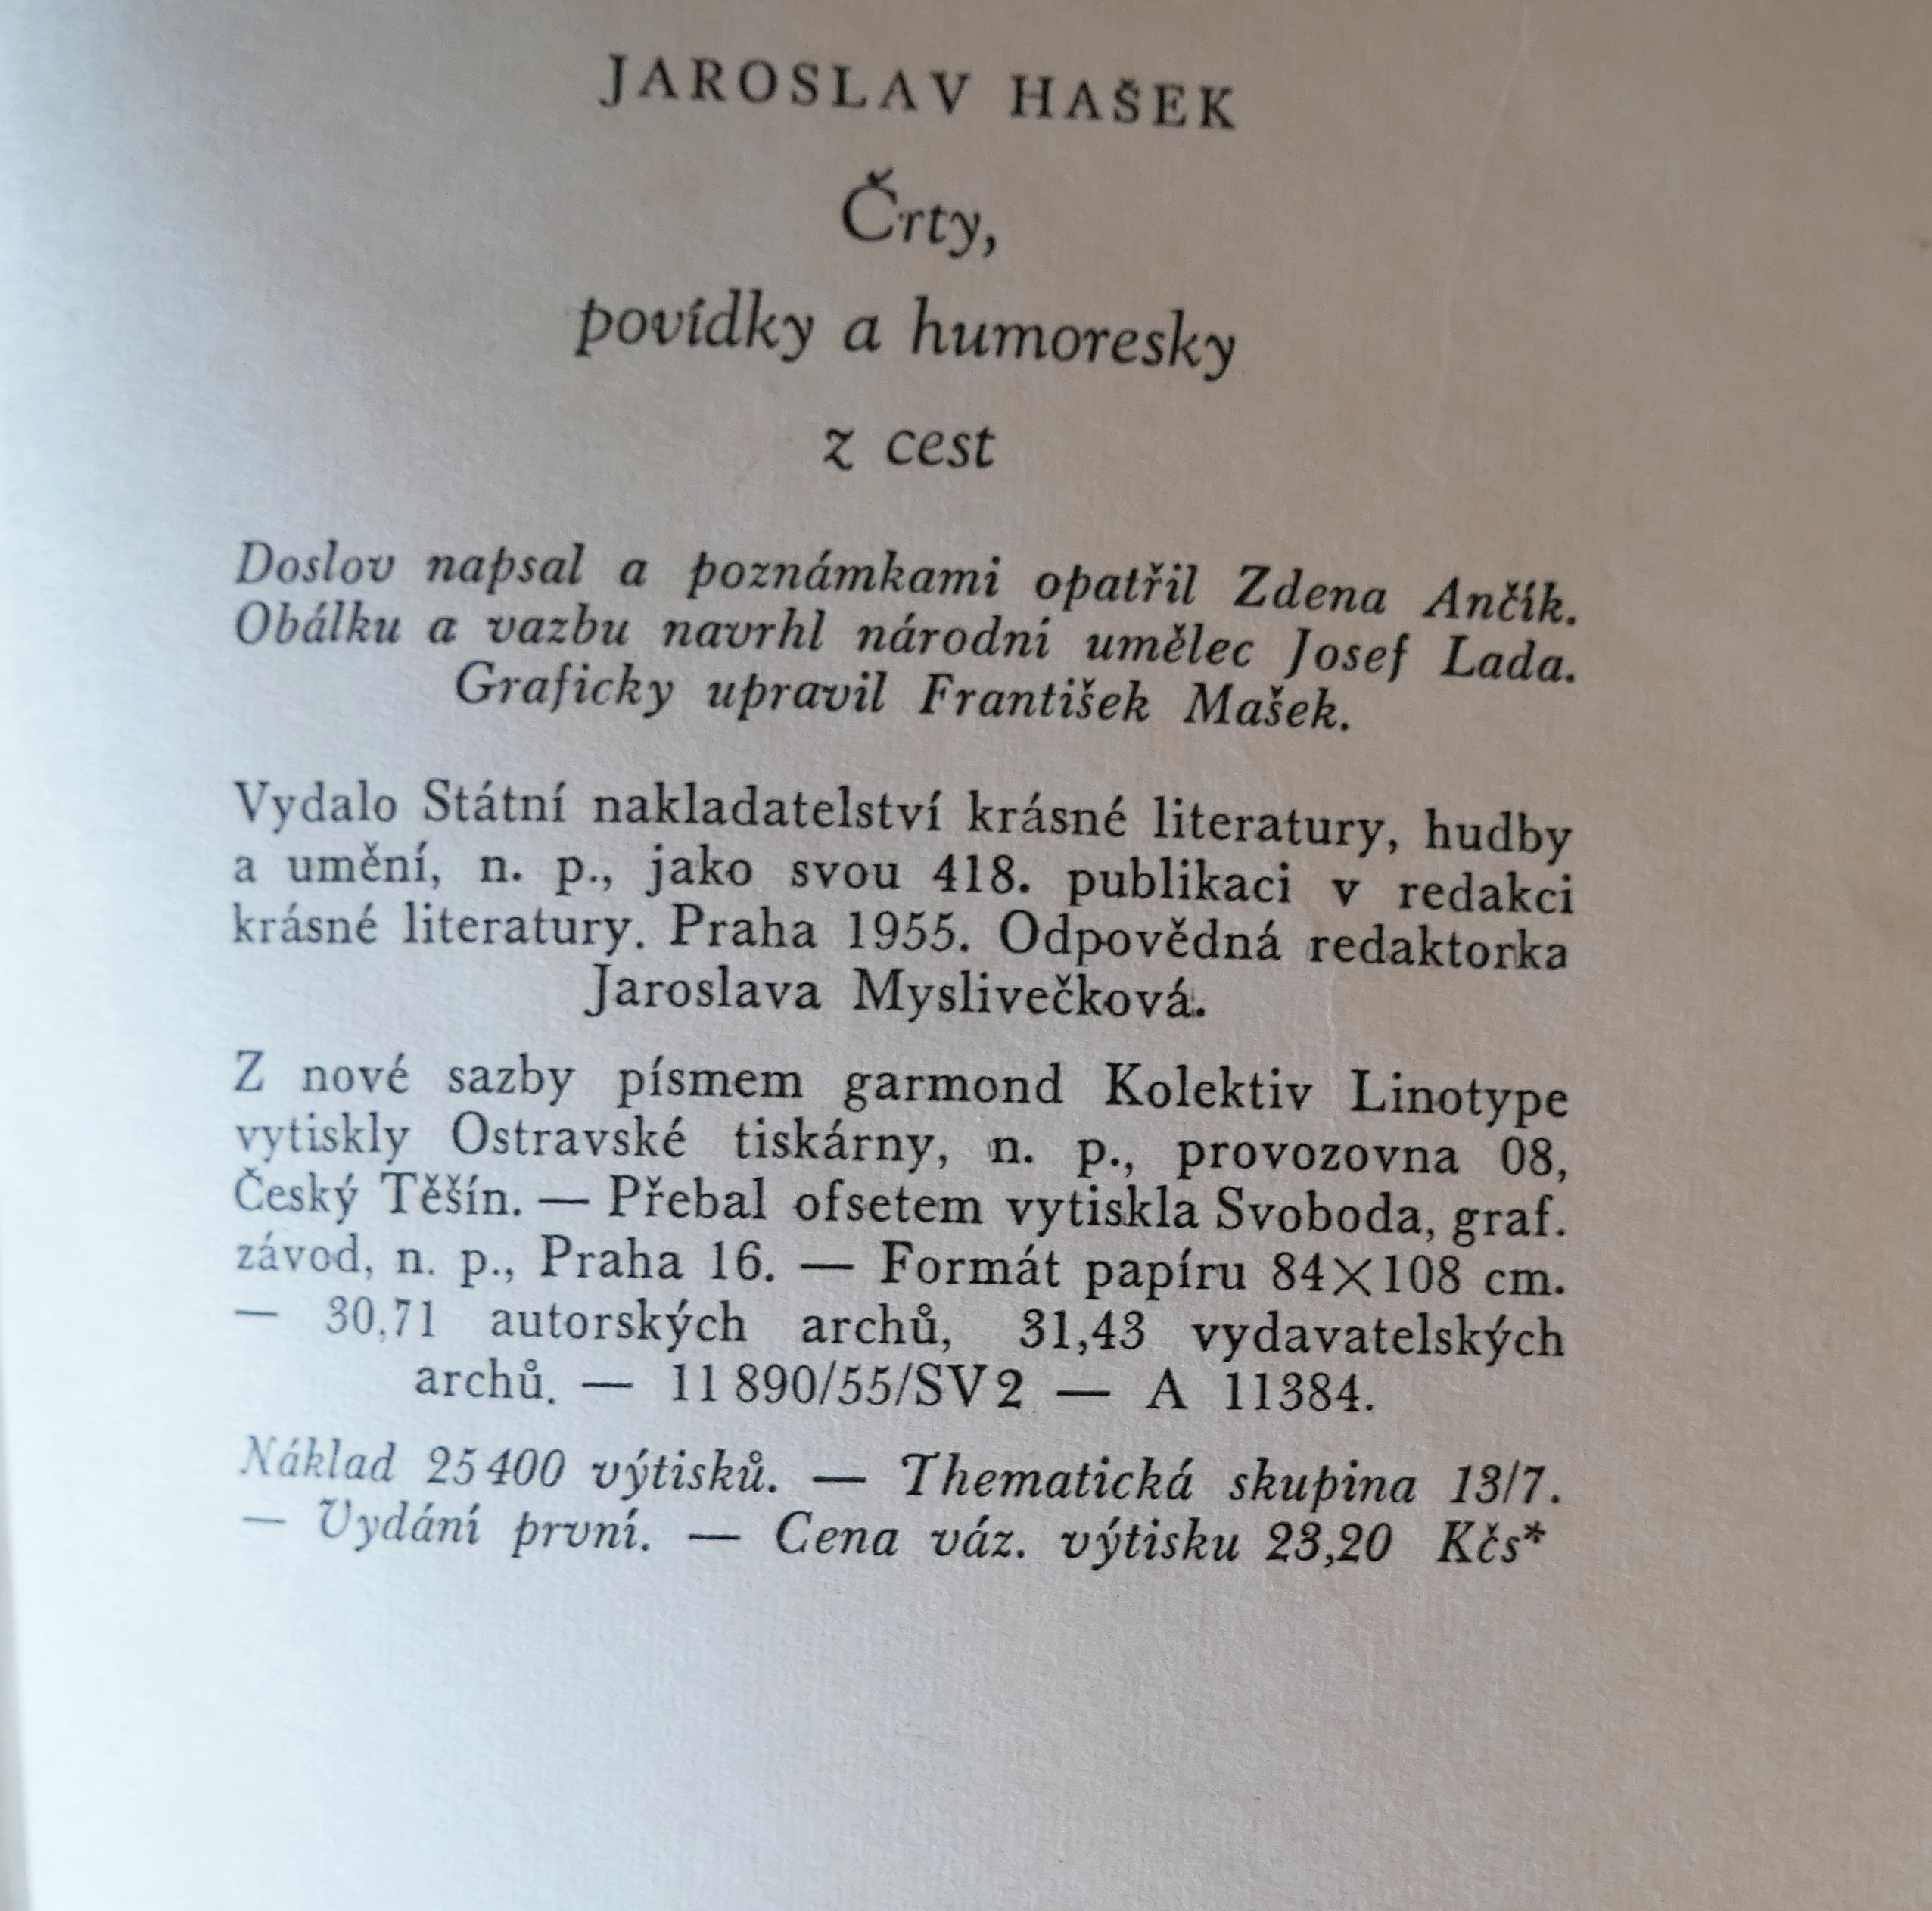 JAROSLAV HAŠEK
Črty,
povídky a humoresky
z cest
Doslov napsal a poznámkami opatřil Zdena Ančík.
Obálku a vazbu navrhl národní umělec Josef Lada.
Graficky upravil František Mašek.
Vydalo Státní nakladatelství krásné literatury, hudby
a umění, n. p., jako svou 418. publikaci v redakci
krásné literatury. Praha 1955. Odpovědná redaktorka
Jaroslava Myslivečková.
Z nové sazby písmem garmond Kolektiv Linotype
vytiskly Ostravské tiskárny, n. p., provozovna 08,
Český Těšín. — Přebal ofsetem vytiskla Svoboda, graf.
závod, n. p., Praha 16. — Formát papíru 84×108 cm.
— 30,71 autorských archů, 31,43 vydavatelských
archů. — 11 890/55/SV 2 — A 11384.
Náklad 25 400 výtisků. — Thematická skupina 13/7.
— Vydání první. — Cena váz. výtisku 23,20 Kčs*